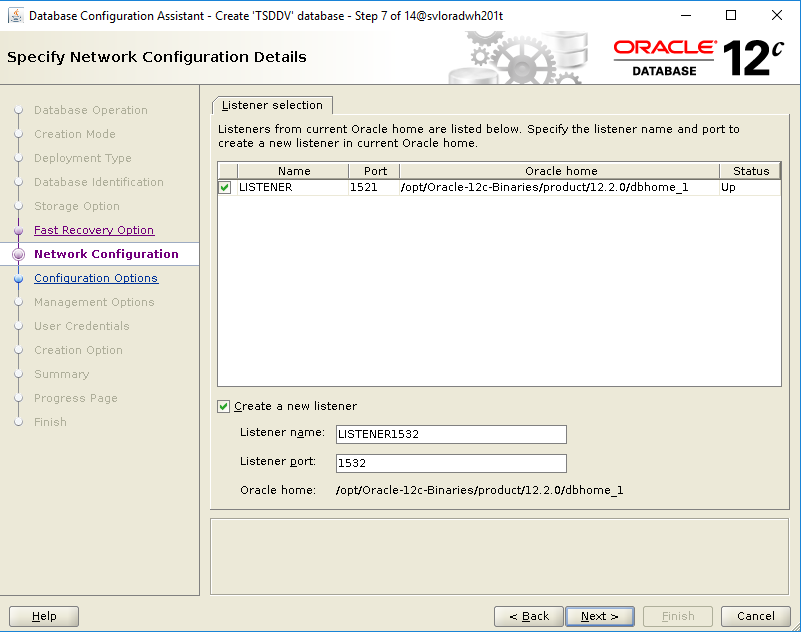 Database Configuration Assistant - Create 'TSDDV' database - Step 7 of 14@svloradwh201t
Specify Network Configuration Details
ORACLE
DATABASE
12c
Database Operation
Creation Mode
Deployment Type
Database Identification
Storage Option
Fast Recovery Option
Network Configuration
Configuration Options
Management Options
User Credentials
Creation Option
Summary
Progress Page
Finish
Listener selection
Listeners from current Oracle home are listed below. Specify the listener name and port to
create a new listener in current Oracle home.
Name Port Oracle home Status
LISTENER 1521 /opt/Oracle-12c-Binaries/product/12.2.0/dbhome_1 Up
Create a new listener
Listener name: LISTENER1532
Listener port: 1532
Oracle home: /opt/Oracle-12c-Binaries/product/12.2.0/dbhome_1
Help < Back Next > Finish Cancel